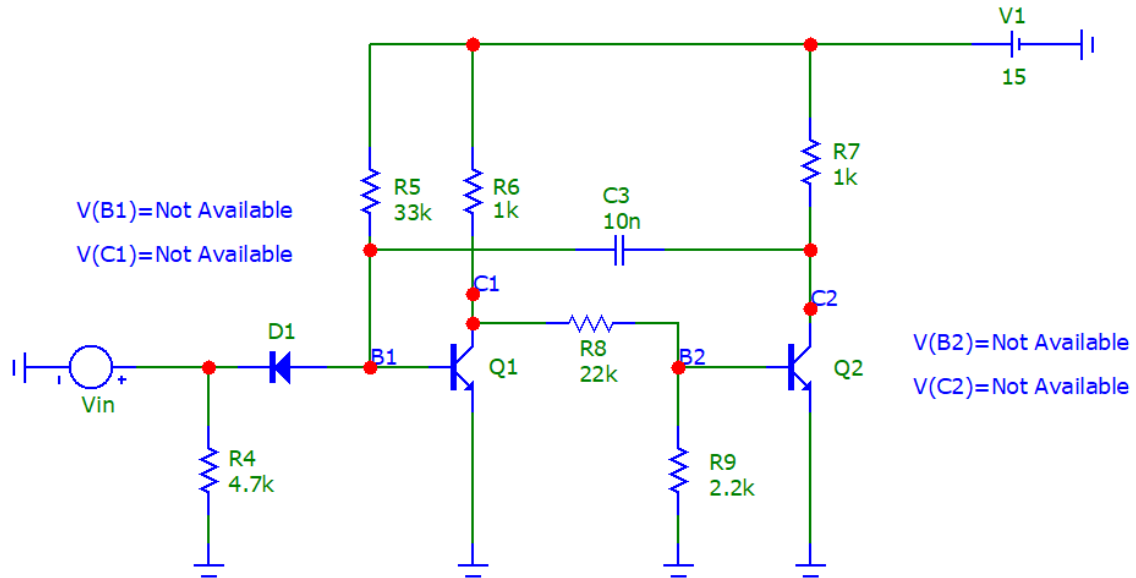 V1
15
R7
1k
C3
10n
R5
33k
R6
1k
V(B1)=Not Available
V(C1)=Not Available
C1
C2
D1
B1
Q1
R8
22k
B2
Q2
V(B2)=Not Available
V(C2)=Not Available
-
+
Vin
R4
4.7k
R9
2.2k